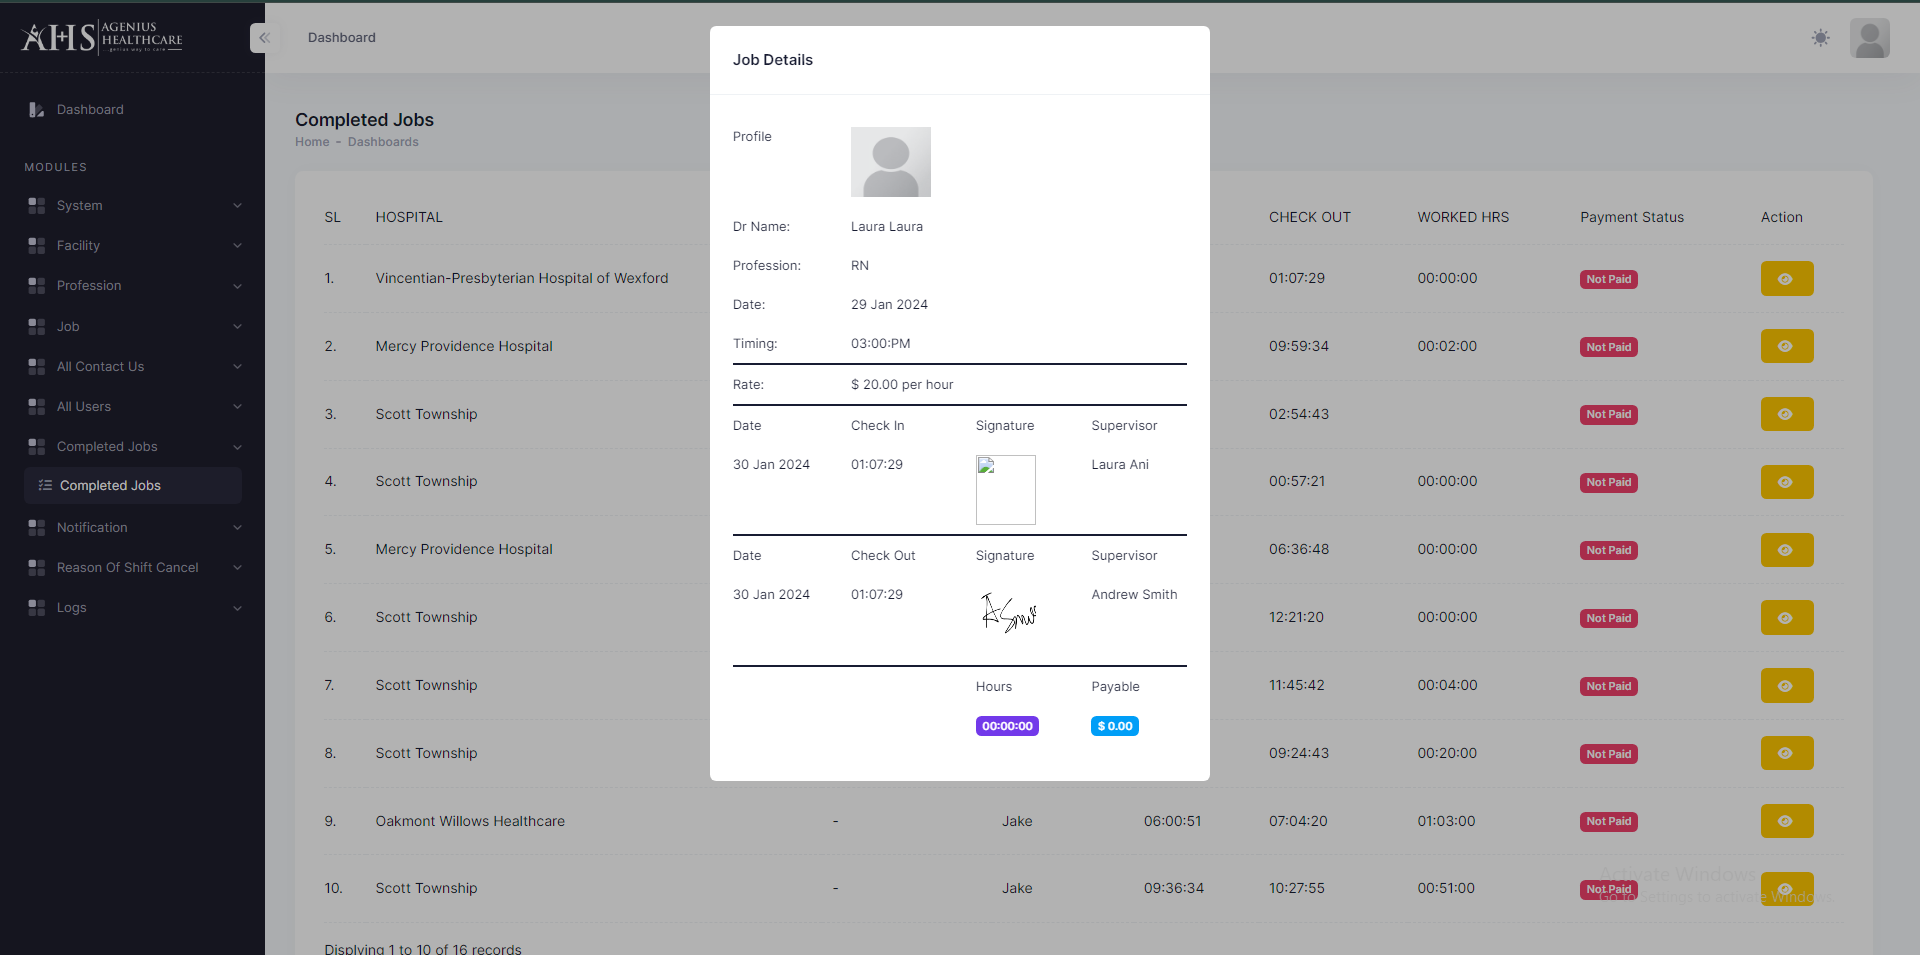 AHS AGENIUS HEALTHCARE
...genius way to care
Dashboard
Dashboard
MODULES
System
Facility
Profession
Job
All Contact Us
All Users
Completed Jobs
Completed Jobs
Notification
Reason Of Shift Cancel
Logs
Completed Jobs
Home - Dashboards
SL HOSPITAL CHECK OUT WORKED HRS Payment Status Action
1. Vincentian-Presbyterian Hospital of Wexford 01:07:29 00:00:00 Not Paid
2. Mercy Providence Hospital 09:59:34 00:02:00 Not Paid
3. Scott Township 02:54:43 Not Paid
4. Scott Township 00:57:21 00:00:00 Not Paid
5. Mercy Providence Hospital 06:36:48 00:00:00 Not Paid
6. Scott Township 12:21:20 00:00:00 Not Paid
7. Scott Township 11:45:42 00:04:00 Not Paid
8. Scott Township 09:24:43 00:20:00 Not Paid
9. Oakmont Willows Healthcare - Jake 06:00:51 07:04:20 01:03:00 Not Paid
10. Scott Township - Jake 09:36:34 10:27:55 00:51:00 Not Paid
Displying 1 to 10 of 16 records
Job Details
Profile
Dr Name: Laura Laura
Profession: RN
Date: 29 Jan 2024
Timing: 03:00:PM
Rate: $ 20.00 per hour
Date Check In Signature Supervisor
30 Jan 2024 01:07:29 Laura Ani
Date Check Out Signature Supervisor
30 Jan 2024 01:07:29 Andrew Smith
Hours Payable
00:00:00 $ 0.00
Activate Windows
Go to Settings to activate Windows.